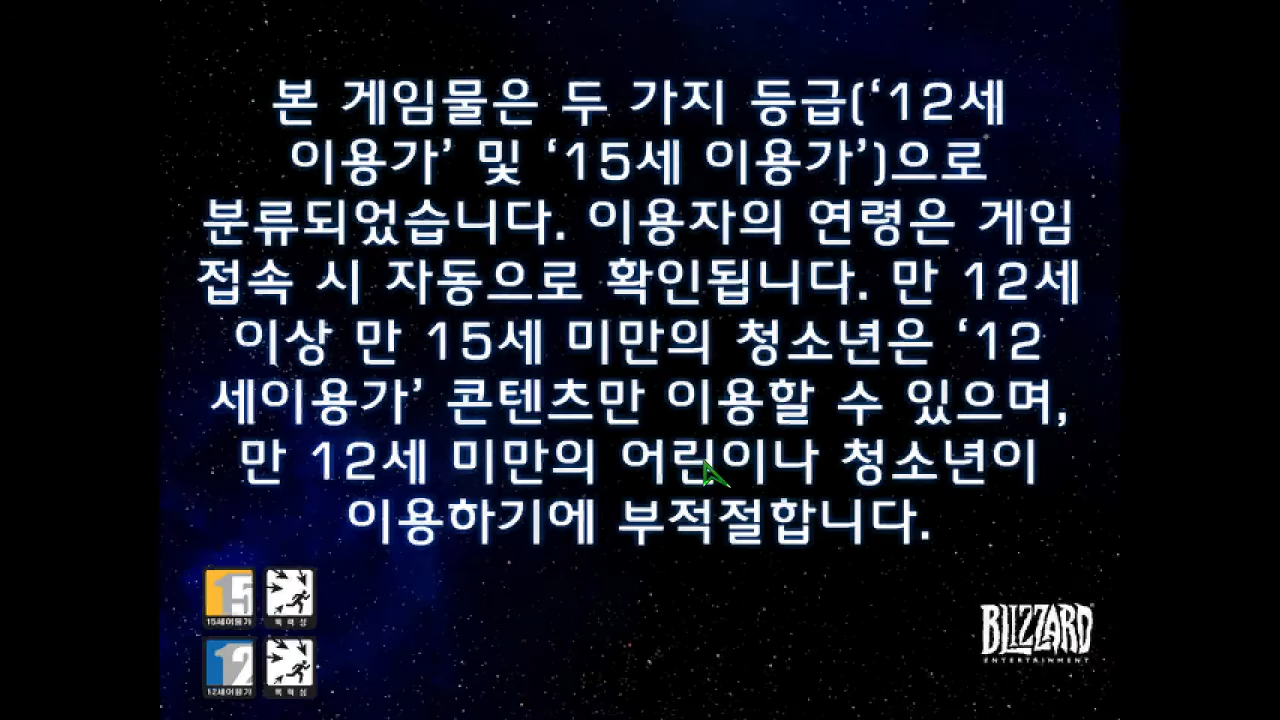 본 게임물은 두 가지 등급(‘12세
이용가’ 및 ‘15세 이용가’)으로
분류되었습니다. 이용자의 연령은 게임
접속 시 자동으로 확인됩니다. 만 12세
이상 만 15세 미만의 청소년은 ‘12
세이용가’ 콘텐츠만 이용할 수 있으며,
만 12세 미만의 어린이나 청소년이
이용하기에 부적절합니다.
15
15세이용가 폭력성
12
12세이용가 폭력성
BLIZZARD
ENTERTAINMENT